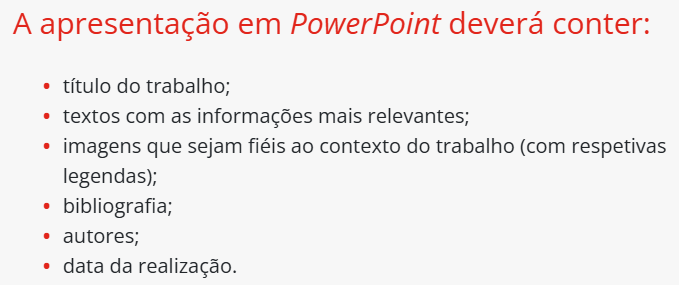 A apresentação em PowerPoint deverá conter:
• título do trabalho;
• textos com as informações mais relevantes;
• imagens que sejam fiéis ao contexto do trabalho (com respetivas
legendas);
• bibliografia;
• autores;
• data da realização.